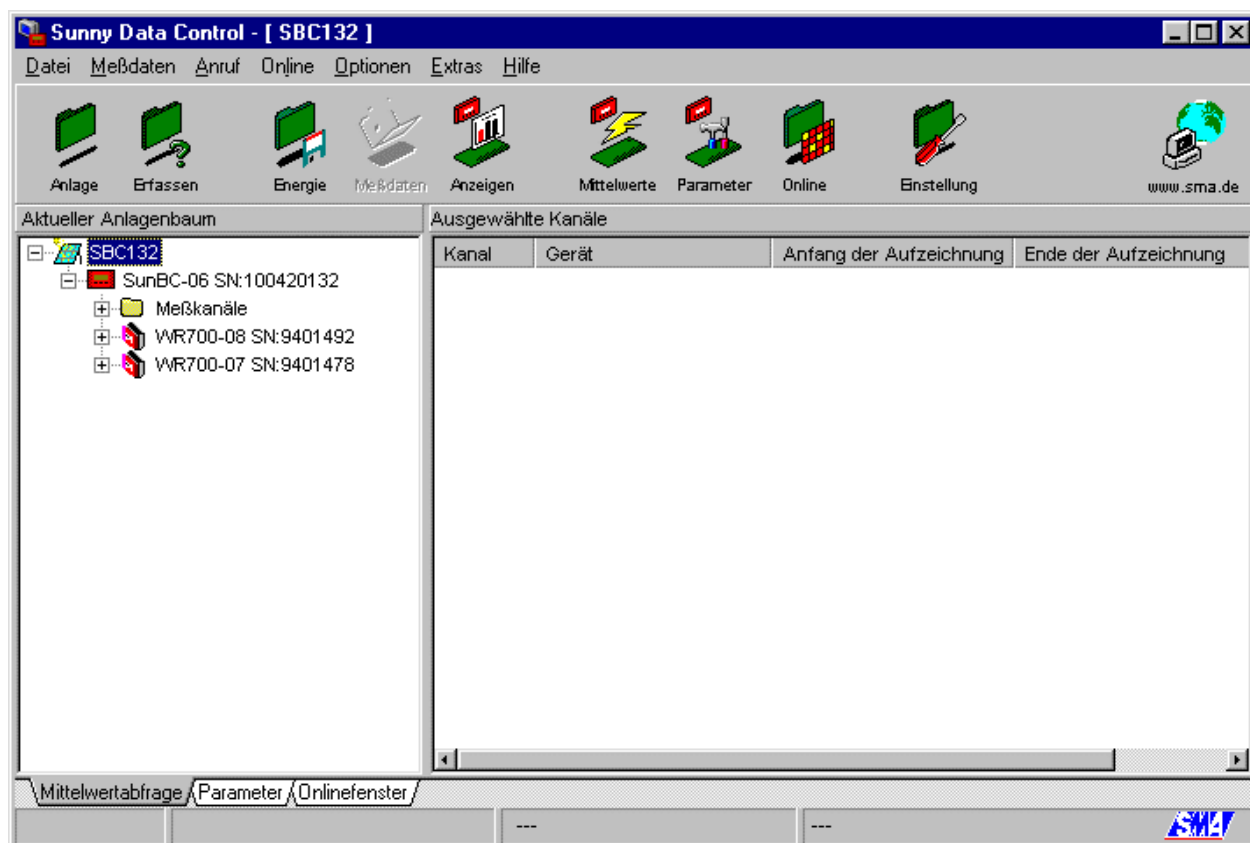 Sunny Data Control - [ SBC132 ]
Datei Meßdaten Anruf Online Optionen Extras Hilfe
Anlage Erfassen Energie Meßdaten Anzeigen Mittelwerte Parameter Online Einstellung www.sma.de
Aktueller Anlagenbaum Ausgewählte Kanäle
Kanal Gerät Anfang der Aufzeichnung Ende der Aufzeichnung
SBC132
SunBC-06 SN:100420132
Meßkanäle
WR700-08 SN:9401492
WR700-07 SN:9401478
Mittelwertabfrage Parameter Onlinefenster
--- ---
SMA